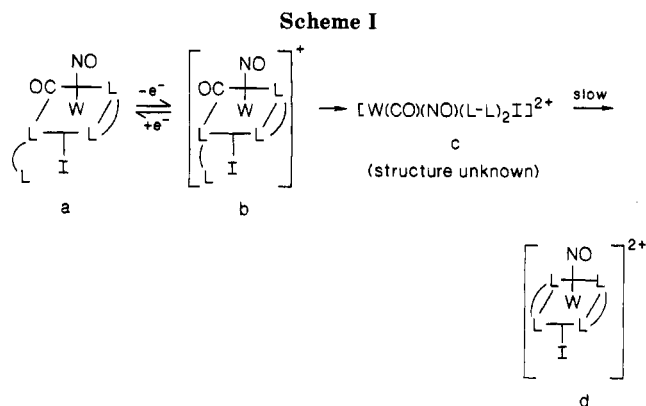 Scheme I
NO
OC L
W
L L
I
L
a
−e⁻
+e⁻
NO +
OC L
W
L L
I
L
b
[W(CO)(NO)(L-L)₂I]²⁺
c
(structure unknown)
slow
NO 2+
L L
W
L L
I
d